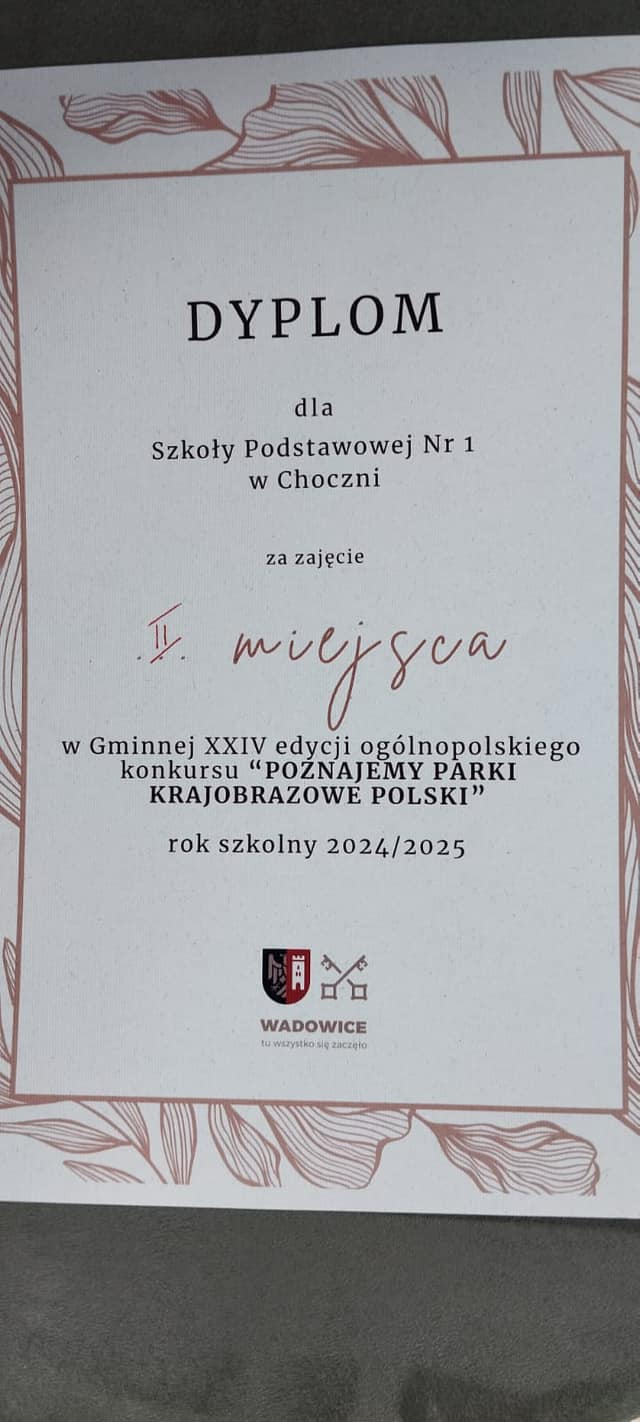 DYPLOM
dla
Szkoły Podstawowej Nr 1
w Choczni
za zajęcie
.II. miejsca
w Gminnej XXIV edycji ogólnopolskiego
konkursu “POZNAJEMY PARKI
KRAJOBRAZOWE POLSKI”
rok szkolny 2024/2025
WADOWICE
tu wszystko się zaczęło